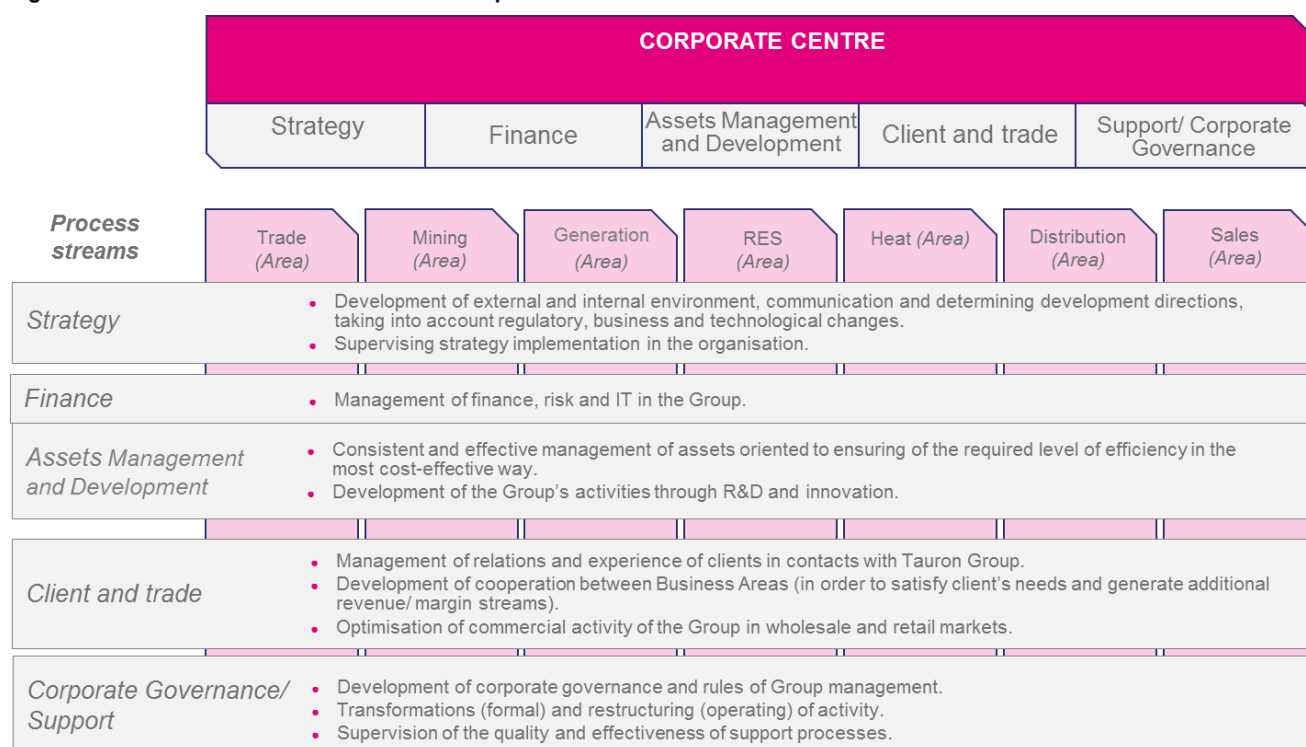 CORPORATE CENTRE
Strategy
Finance
Assets Management
and Development
Client and trade
Support/ Corporate
Governance
Process
streams
Trade
(Area)
Mining
(Area)
Generation
(Area)
RES
(Area)
Heat (Area)
Distribution
(Area)
Sales
(Area)
Strategy
• Development of external and internal environment, communication and determining development directions,
taking into account regulatory, business and technological changes.
• Supervising strategy implementation in the organisation.
Finance
• Management of finance, risk and IT in the Group.
Assets Management
and Development
• Consistent and effective management of assets oriented to ensuring of the required level of efficiency in the
most cost-effective way.
• Development of the Group's activities through R&D and innovation.
Client and trade
• Management of relations and experience of clients in contacts with Tauron Group.
• Development of cooperation between Business Areas (in order to satisfy client's needs and generate additional
revenue/ margin streams).
• Optimisation of commercial activity of the Group in wholesale and retail markets.
Corporate Governance/
Support
• Development of corporate governance and rules of Group management.
• Transformations (formal) and restructuring (operating) of activity.
• Supervision of the quality and effectiveness of support processes.